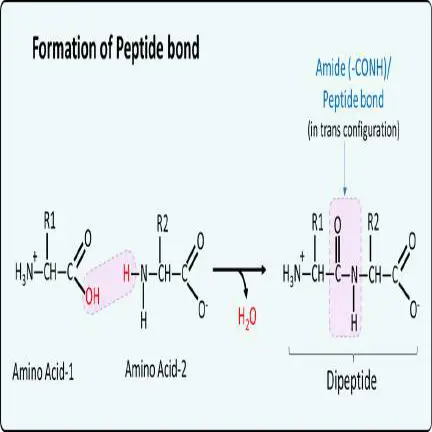 Formation of Peptide bond
Amide (-CONH)/
Peptide bond
(in trans configuration)
R1
R2
R1
R2
O
O
O
O
H₃N⁺–CH–C
OH
H–N–CH–C
O⁻
H
H₂O
H₃N⁺–CH–C–N–CH–C
O⁻
H
Amino Acid-1
Amino Acid-2
Dipeptide